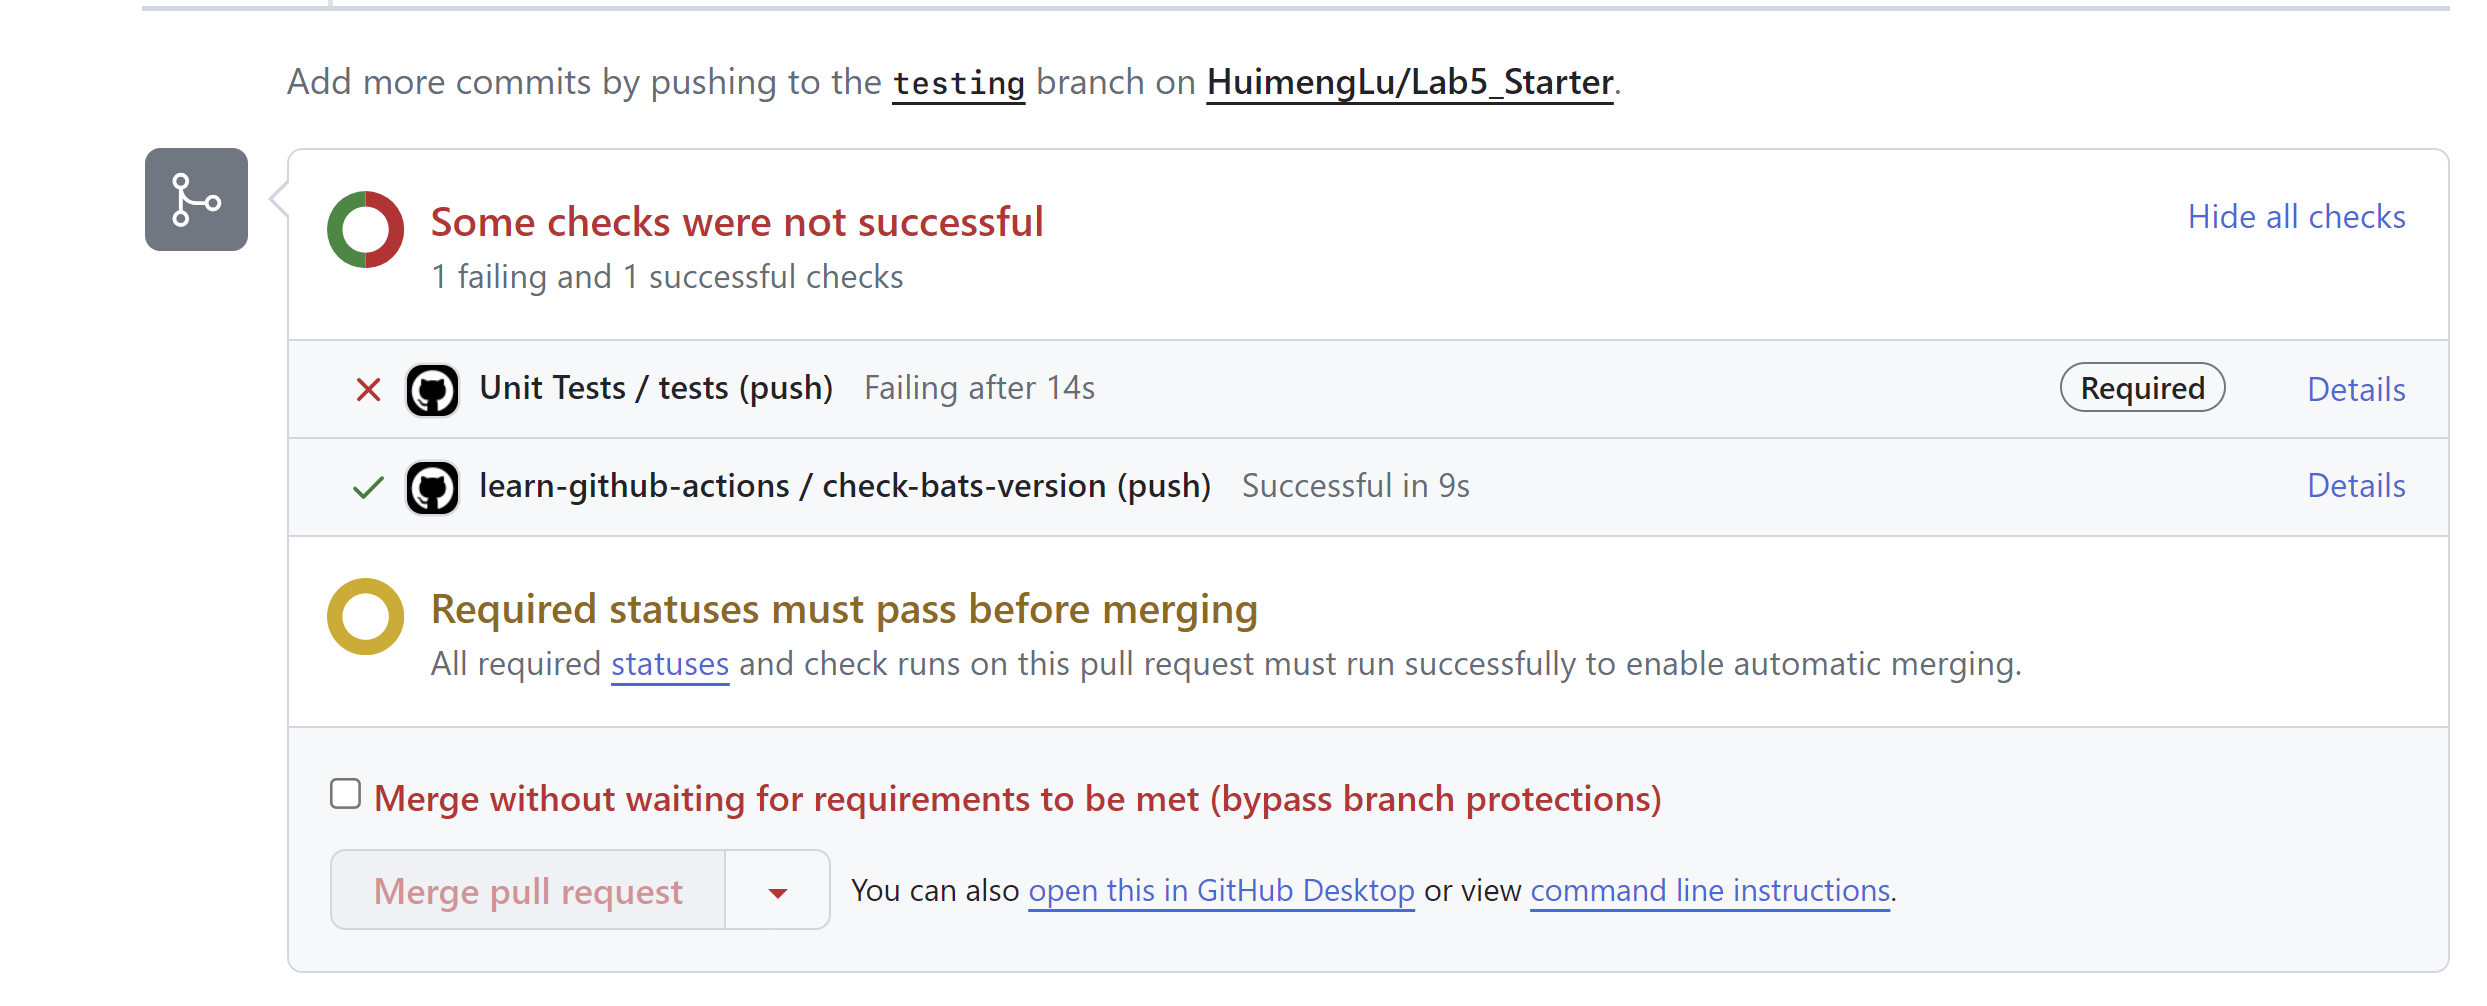 Add more commits by pushing to the testing branch on HuimengLu/Lab5_Starter.
Some checks were not successful
Hide all checks
1 failing and 1 successful checks
Unit Tests / tests (push) Failing after 14s Required Details
learn-github-actions / check-bats-version (push) Successful in 9s Details
Required statuses must pass before merging
All required statuses and check runs on this pull request must run successfully to enable automatic merging.
Merge without waiting for requirements to be met (bypass branch protections)
Merge pull request You can also open this in GitHub Desktop or view command line instructions.